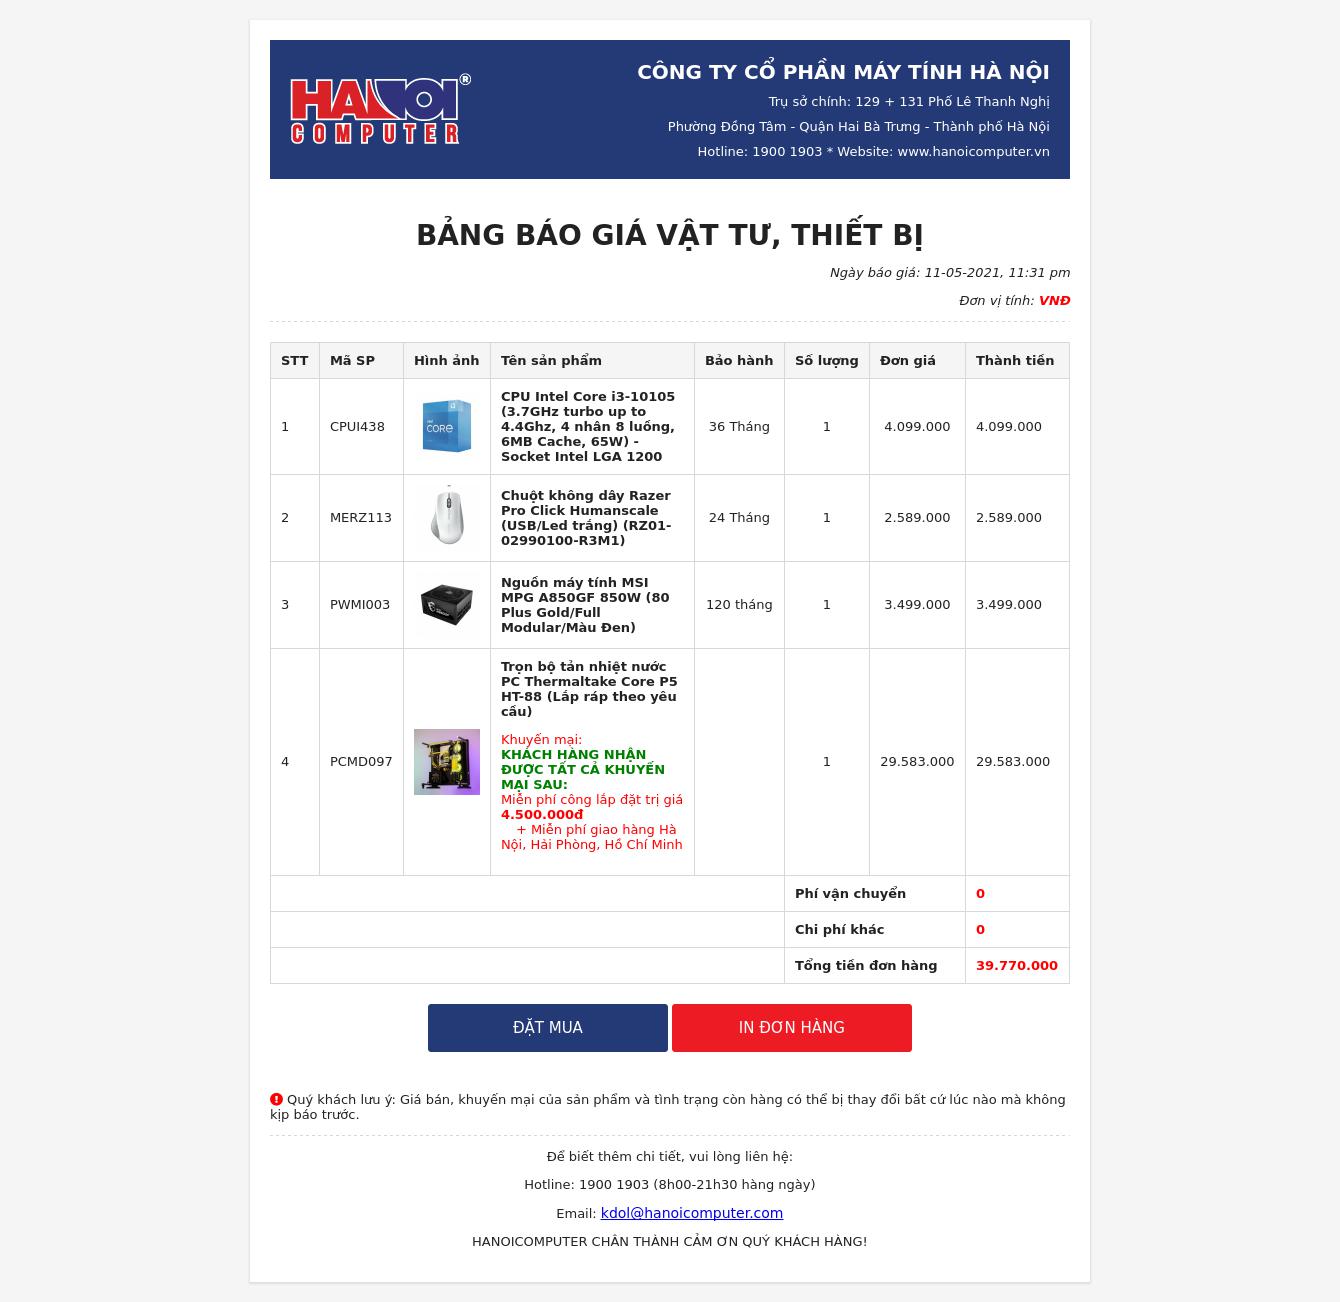 HANOI®
COMPUTER
CÔNG TY CỔ PHẦN MÁY TÍNH HÀ NỘI
Trụ sở chính: 129 + 131 Phố Lê Thanh Nghị
Phường Đồng Tâm - Quận Hai Bà Trưng - Thành phố Hà Nội
Hotline: 1900 1903 * Website: www.hanoicomputer.vn
BẢNG BÁO GIÁ VẬT TƯ, THIẾT BỊ
Ngày báo giá: 11-05-2021, 11:31 pm
Đơn vị tính: VNĐ
STT Mã SP Hình ảnh Tên sản phẩm Bảo hành Số lượng Đơn giá Thành tiền
CPU Intel Core i3-10105
(3.7GHz turbo up to
1 CPUI438 CORE 4.4Ghz, 4 nhân 8 luồng, 36 Tháng 1 4.099.000 4.099.000
6MB Cache, 65W) -
Socket Intel LGA 1200
Chuột không dây Razer
Pro Click Humanscale
2 MERZ113 24 Tháng 1 2.589.000 2.589.000
(USB/Led trắng) (RZ01-
02990100-R3M1)
Nguồn máy tính MSI
MPG A850GF 850W (80
3 PWMI003 120 tháng 1 3.499.000 3.499.000
Plus Gold/Full
Modular/Màu Đen)
Trọn bộ tản nhiệt nước
PC Thermaltake Core P5
HT-88 (Lắp ráp theo yêu
cầu)
Khuyến mại:
KHÁCH HÀNG NHẬN
4 PCMD097 ĐƯỢC TẤT CẢ KHUYẾN 1 29.583.000 29.583.000
MẠI SAU:
Miễn phí công lắp đặt trị giá
4.500.000đ
+ Miễn phí giao hàng Hà
Nội, Hải Phòng, Hồ Chí Minh
Phí vận chuyển 0
Chi phí khác 0
Tổng tiền đơn hàng 39.770.000
ĐẶT MUA IN ĐƠN HÀNG
Quý khách lưu ý: Giá bán, khuyến mại của sản phẩm và tình trạng còn hàng có thể bị thay đổi bất cứ lúc nào mà không
kịp báo trước.
Để biết thêm chi tiết, vui lòng liên hệ:
Hotline: 1900 1903 (8h00-21h30 hàng ngày)
Email: kdol@hanoicomputer.com
HANOICOMPUTER CHÂN THÀNH CẢM ƠN QUÝ KHÁCH HÀNG!